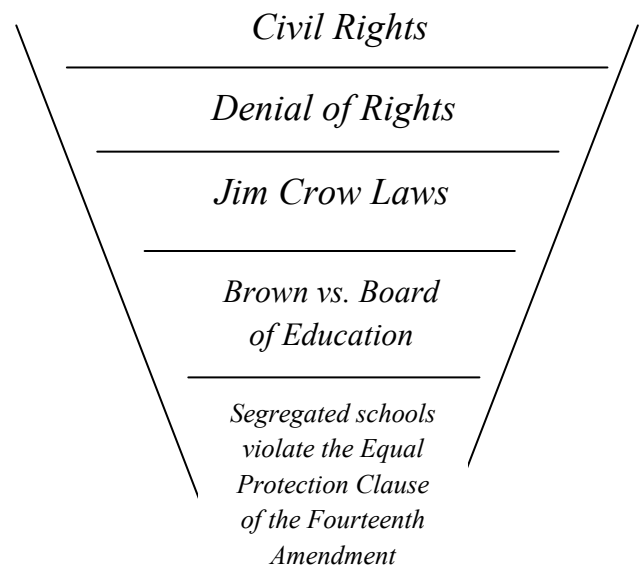 Civil Rights
Denial of Rights
Jim Crow Laws
Brown vs. Board
of Education
Segregated schools
violate the Equal
Protection Clause
of the Fourteenth
Amendment